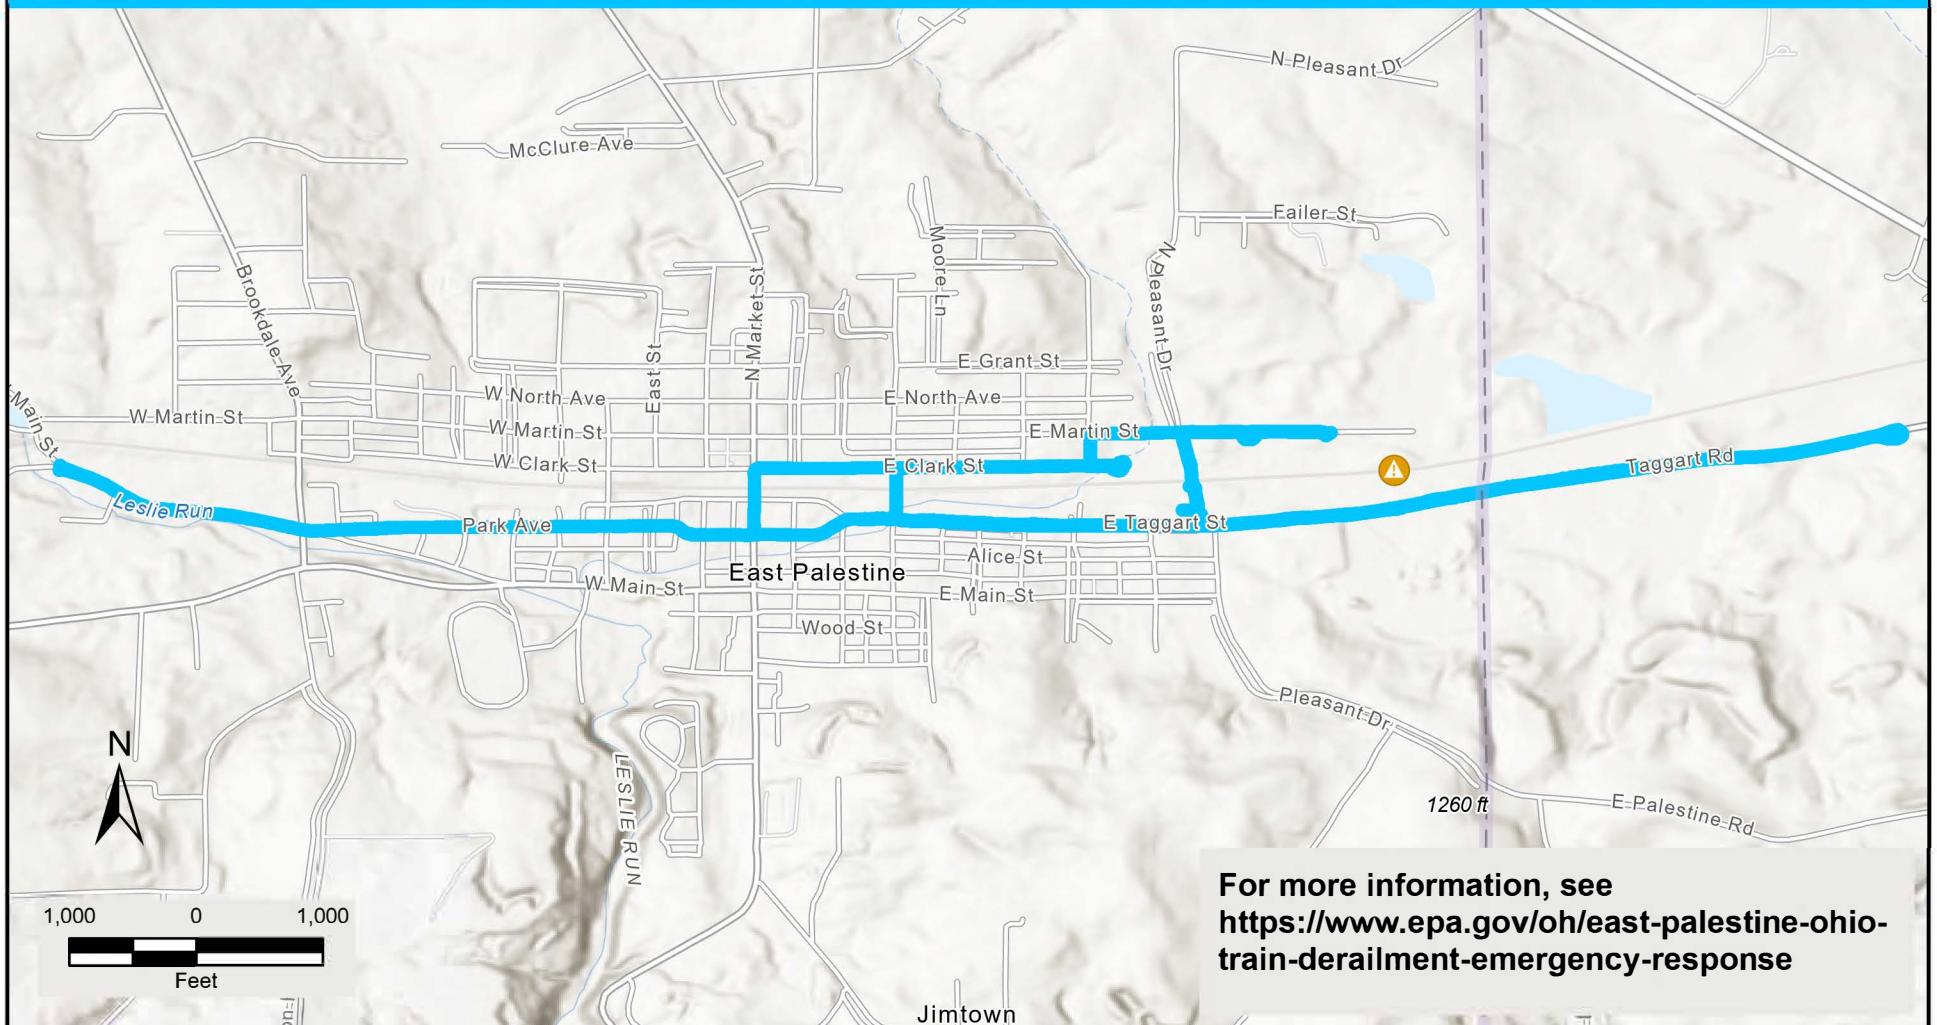 N Pleasant Dr
McClure Ave
Failer St
Moore Ln
N Pleasant Dr
Brookdale Ave
N Market St
East St
E Grant St
W North Ave
E North Ave
Main St
W Martin St
W Martin St
E Martin St
W Clark St
E Clark St
Taggart Rd
Leslie Run
Park Ave
E Taggart St
Alice St
East Palestine
W Main St
E Main St
Wood St
Pleasant Dr
N
LESLIE RUN
1260 ft
E Palestine Rd
For more information, see
https://www.epa.gov/oh/east-palestine-ohio-
train-derailment-emergency-response
1,000 0 1,000
Feet
Jimtown